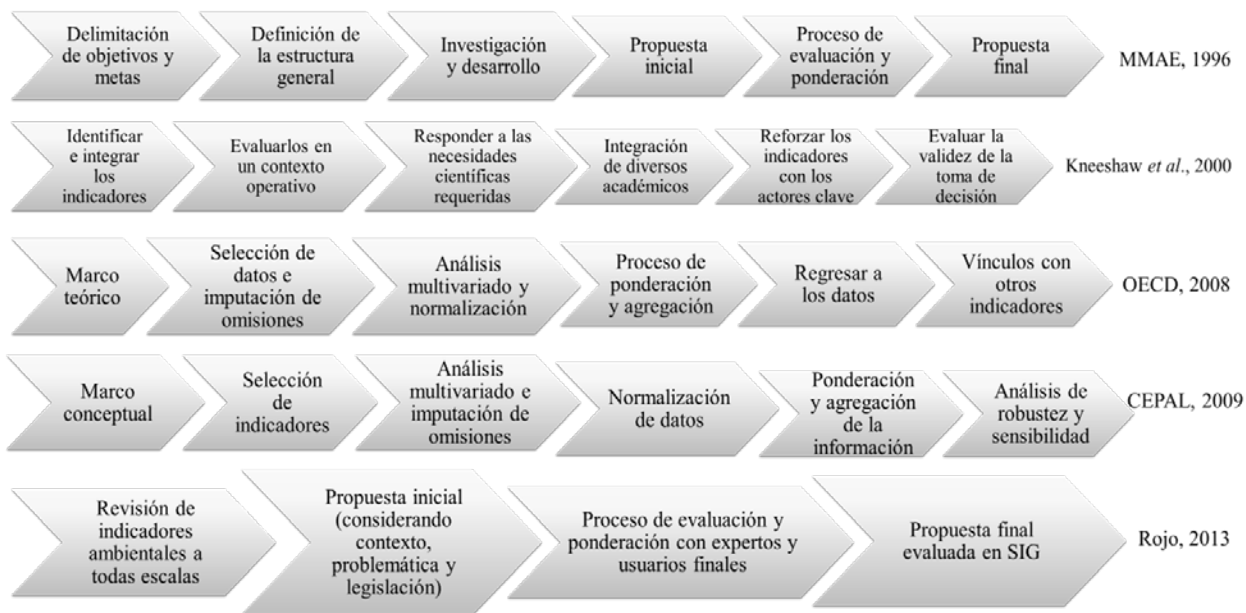 Delimitación
de objetivos y
metas
Definición de
la estructura
general
Investigación
y desarrollo
Propuesta
inicial
Proceso de
evaluación y
ponderación
Propuesta
final
MMAE, 1996
Identificar
e integrar
los
indicadores
Evaluarlos en
un contexto
operativo
Responder a las
necesidades
científicas
requeridas
Integración
de diversos
académicos
Reforzar los
indicadores
con los
actores clave
Evaluar la
validez de la
toma de
decisión
Kneeshaw et al., 2000
Marco
teórico
Selección de
datos e
imputación de
omisiones
Análisis
multivariado y
normalización
Proceso de
ponderación
y agregación
Regresar a
los datos
Vínculos con
otros
indicadores
OECD, 2008
Marco
conceptual
Selección
de
indicadores
Análisis
multivariado e
imputación de
omisiones
Normalización
de datos
Ponderación
y agregación
de la
información
Análisis de
robustez y
sensibilidad
CEPAL, 2009
Revisión de
indicadores
ambientales a
todas escalas
Propuesta inicial
(considerando
contexto,
problemática y
legislación)
Proceso de evaluación y
ponderación con expertos y
usuarios finales
Propuesta final
evaluada en SIG
Rojo, 2013